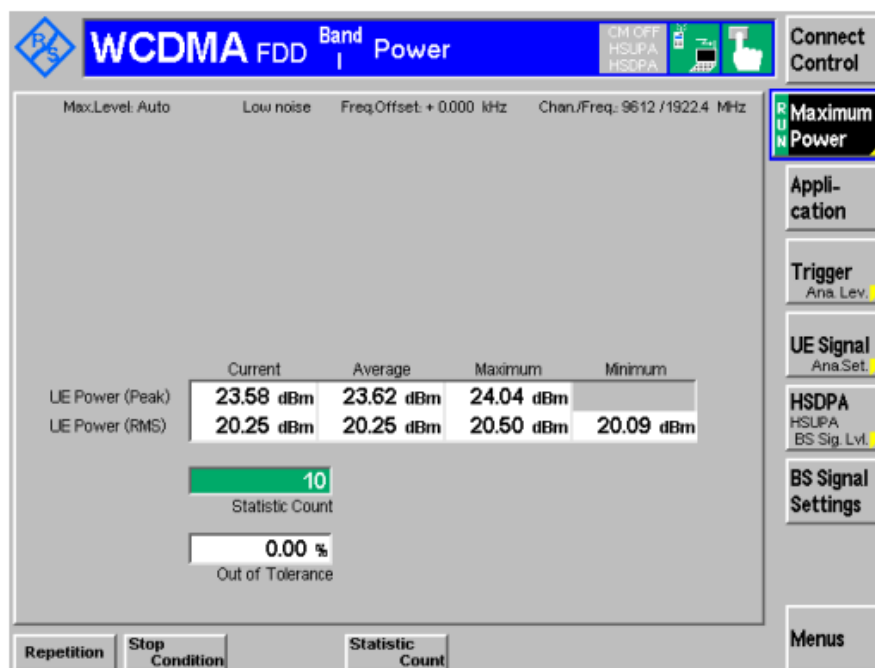 R S
WCDMA FDD Band I Power
CM OFF
HSUPA
HSDPA
Connect
Control
Max.Level: Auto Low noise Freq.Offset: + 0.000 kHz Chan./Freq.: 9612 / 1922.4 MHz
RUN
Maximum
Power
Appli-
cation
Trigger
Ana. Lev.
UE Signal
Ana.Set.
Current Average Maximum Minimum
UE Power (Peak) 23.58 dBm 23.62 dBm 24.04 dBm
UE Power (RMS) 20.25 dBm 20.25 dBm 20.50 dBm 20.09 dBm
HSDPA
HSUPA
BS Sig. Lvl.
10
Statistic Count
BS Signal
Settings
0.00 %
Out of Tolerance
Repetition
Stop
Condition
Statistic
Count
Menus